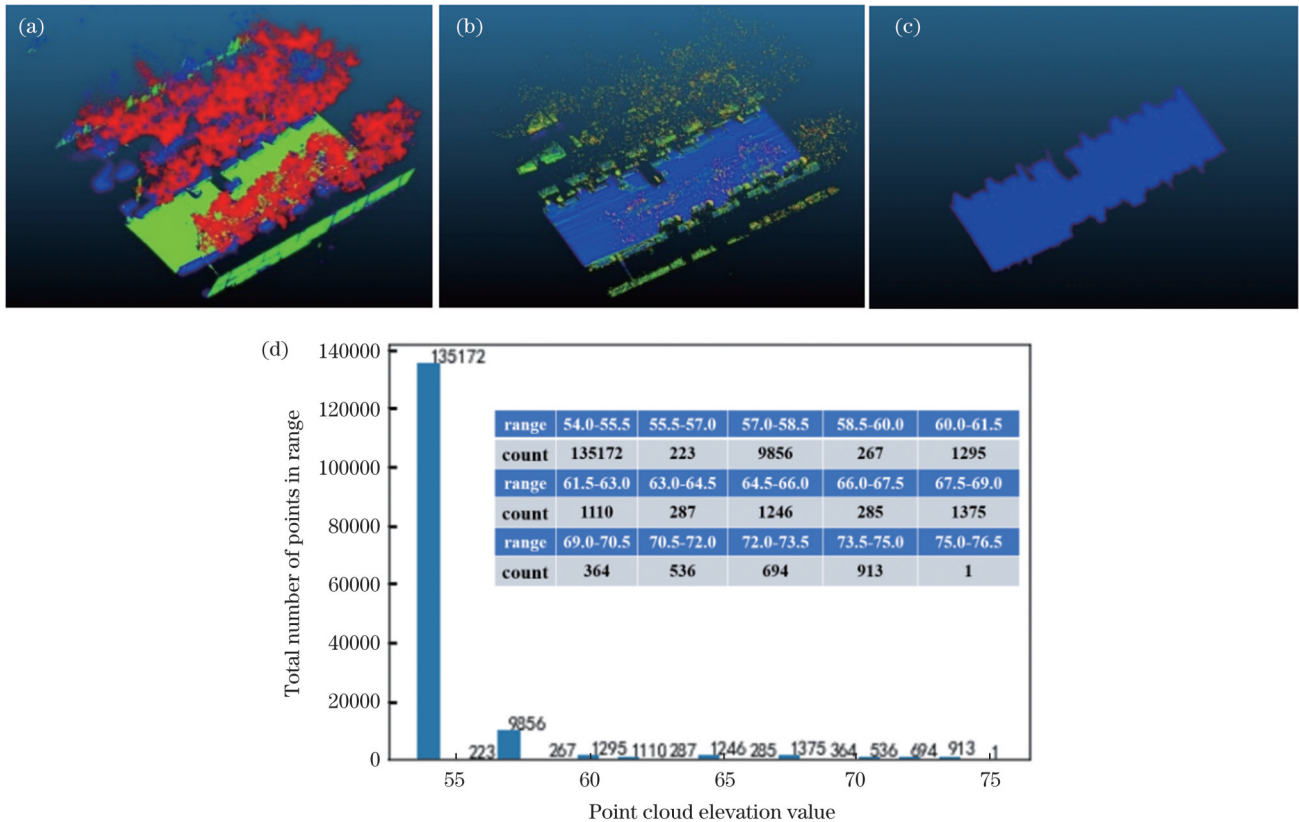 (a)
(b)
(c)
(d)
140000
120000
100000
80000
60000
40000
20000
0
Total number of points in range
135172
223
9856
267
1295
1110
287
1246
285
1375
364
536
694
913
1
range 54.0-55.5 55.5-57.0 57.0-58.5 58.5-60.0 60.0-61.5
count 135172 223 9856 267 1295
range 61.5-63.0 63.0-64.5 64.5-66.0 66.0-67.5 67.5-69.0
count 1110 287 1246 285 1375
range 69.0-70.5 70.5-72.0 72.0-73.5 73.5-75.0 75.0-76.5
count 364 536 694 913 1
55 60 65 70 75
Point cloud elevation value